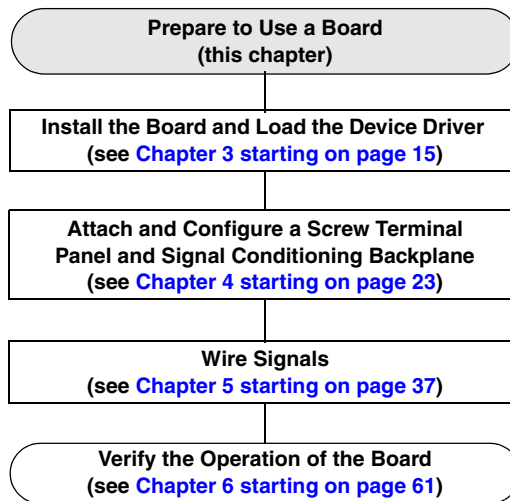 Prepare to Use a Board
(this chapter)
Install the Board and Load the Device Driver
(see Chapter 3 starting on page 15)
Attach and Configure a Screw Terminal
Panel and Signal Conditioning Backplane
(see Chapter 4 starting on page 23)
Wire Signals
(see Chapter 5 starting on page 37)
Verify the Operation of the Board
(see Chapter 6 starting on page 61)